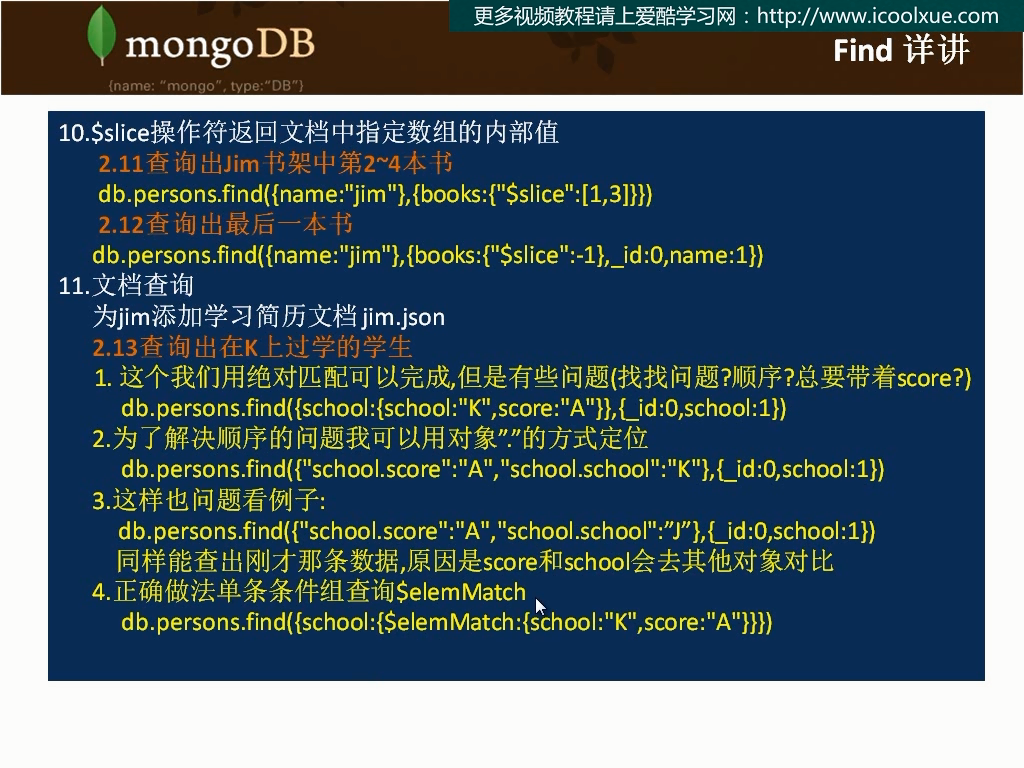 更多视频教程请上爱酷学习网：http://www.icoolxue.com
mongoDB
Find 详讲
{name: "mongo", type:"DB"}
10.$slice操作符返回文档中指定数组的内部值
2.11查询出Jim书架中第2~4本书
db.persons.find({name:"jim"},{books:{"$slice":[1,3]}})
2.12查询出最后一本书
db.persons.find({name:"jim"},{books:{"$slice":-1},_id:0,name:1})
11.文档查询
为jim添加学习简历文档 jim.json
2.13查询出在K上过学的学生
1. 这个我们用绝对匹配可以完成,但是有些问题(找找问题?顺序?总要带着score?)
db.persons.find({school:{school:"K",score:"A"}},{_id:0,school:1})
2.为了解决顺序的问题我可以用对象”.”的方式定位
db.persons.find({"school.score":"A","school.school":"K"},{_id:0,school:1})
3.这样也问题看例子:
db.persons.find({"school.score":"A","school.school":”J”},{_id:0,school:1})
同样能查出刚才那条数据,原因是score和school会去其他对象对比
4.正确做法单条条件组查询$elemMatch
db.persons.find({school:{$elemMatch:{school:"K",score:"A"}}})